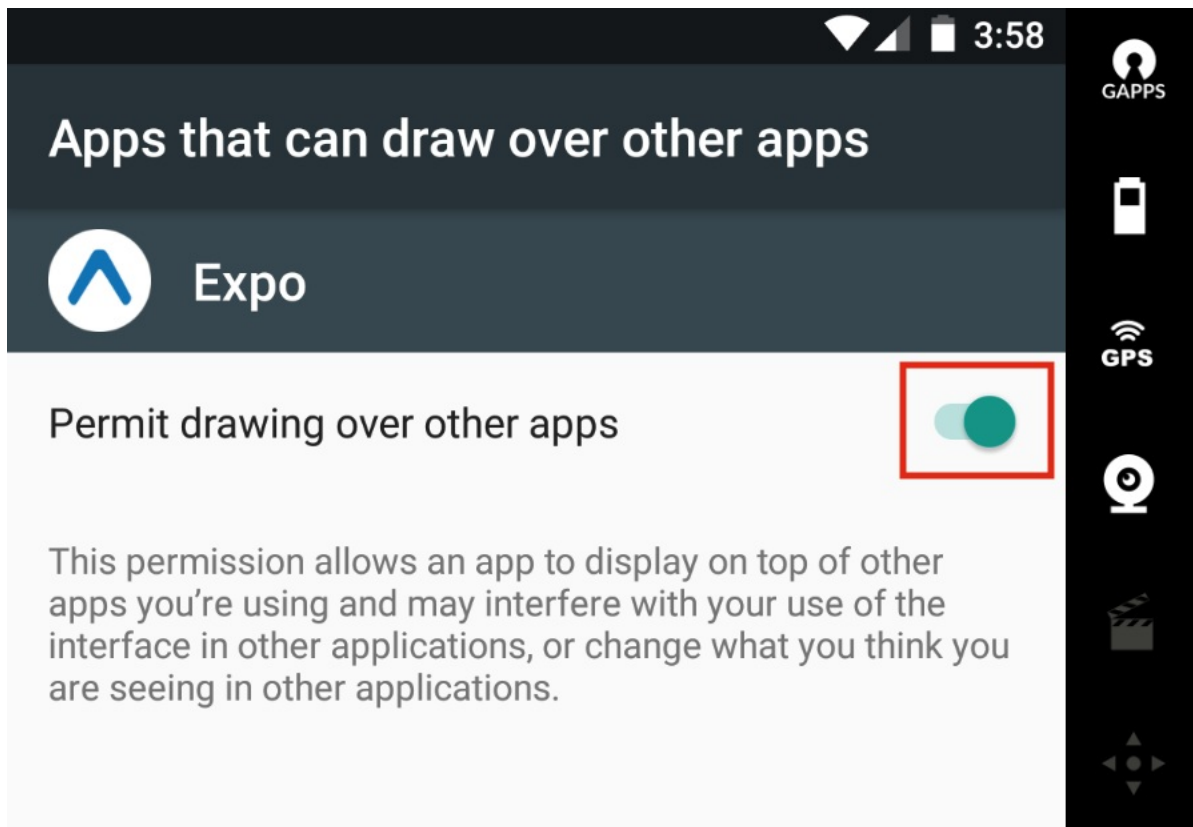 3:58
GAPPS
Apps that can draw over other apps
Expo
GPS
Permit drawing over other apps
This permission allows an app to display on top of other
apps you’re using and may interfere with your use of the
interface in other applications, or change what you think you
are seeing in other applications.